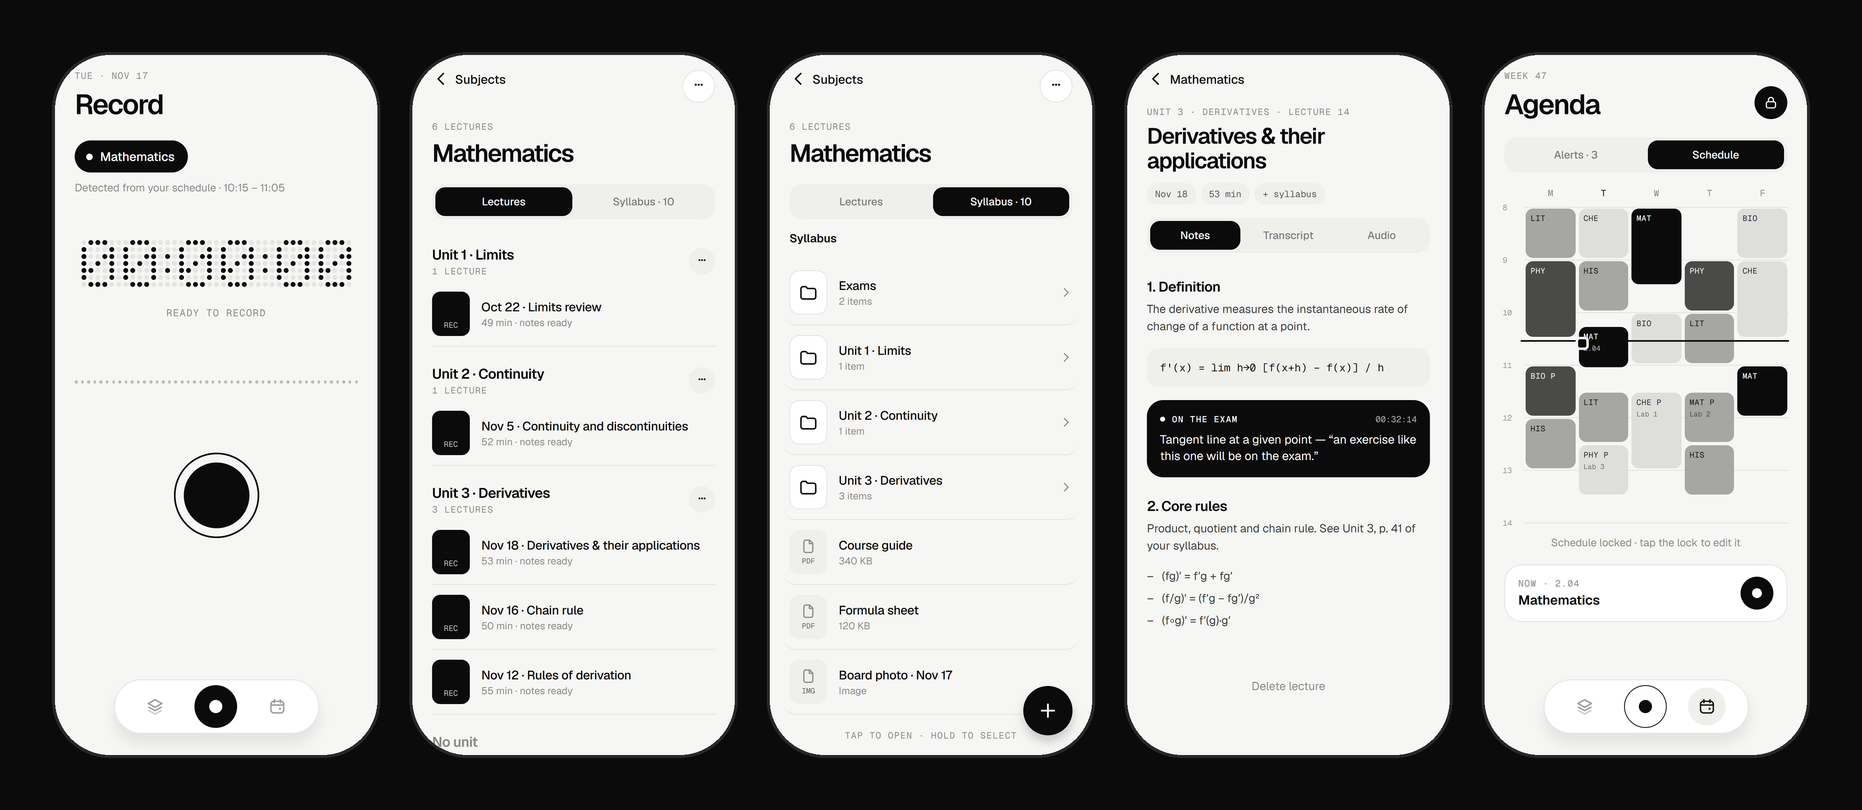 TUE · NOV 17
Record
Mathematics
Detected from your schedule · 10:15 – 11:05
00:00:00
READY TO RECORD
Subjects
6 LECTURES
Mathematics
Lectures
Syllabus · 10
Unit 1 · Limits
1 LECTURE
REC
Oct 22 · Limits review
49 min · notes ready
Unit 2 · Continuity
1 LECTURE
REC
Nov 5 · Continuity and discontinuities
52 min · notes ready
Unit 3 · Derivatives
3 LECTURES
REC
Nov 18 · Derivatives & their applications
53 min · notes ready
REC
Nov 16 · Chain rule
50 min · notes ready
REC
Nov 12 · Rules of derivation
55 min · notes ready
No unit
Subjects
6 LECTURES
Mathematics
Lectures
Syllabus · 10
Syllabus
Exams
2 items
Unit 1 · Limits
1 item
Unit 2 · Continuity
1 item
Unit 3 · Derivatives
3 items
PDF
Course guide
340 KB
PDF
Formula sheet
120 KB
IMG
Board photo · Nov 17
Image
TAP TO OPEN · HOLD TO SELECT
Mathematics
UNIT 3 · DERIVATIVES · LECTURE 14
Derivatives & their
applications
Nov 18
53 min
+ syllabus
Notes
Transcript
Audio
1. Definition
The derivative measures the instantaneous rate of
change of a function at a point.
f'(x) = lim h→0 [f(x+h) – f(x)] / h
ON THE EXAM
00:32:14
Tangent line at a given point — “an exercise like
this one will be on the exam.”
2. Core rules
Product, quotient and chain rule. See Unit 3, p. 41 of
your syllabus.
– (fg)′ = f′g + fg′
– (f/g)′ = (f′g – fg′)/g²
– (f∘g)′ = f′(g)·g′
Delete lecture
WEEK 47
Agenda
Alerts · 3
Schedule
M T W T F
8
LIT CHE MAT BIO
9
PHY HIS PHY CHE
10
BIO LIT
MAT
2.04
11
BIO P MAT
LIT CHE P MAT P
Lab 1 Lab 2
12
HIS
PHY P HIS
Lab 3
13
14
Schedule locked · tap the lock to edit it
NOW · 2.04
Mathematics